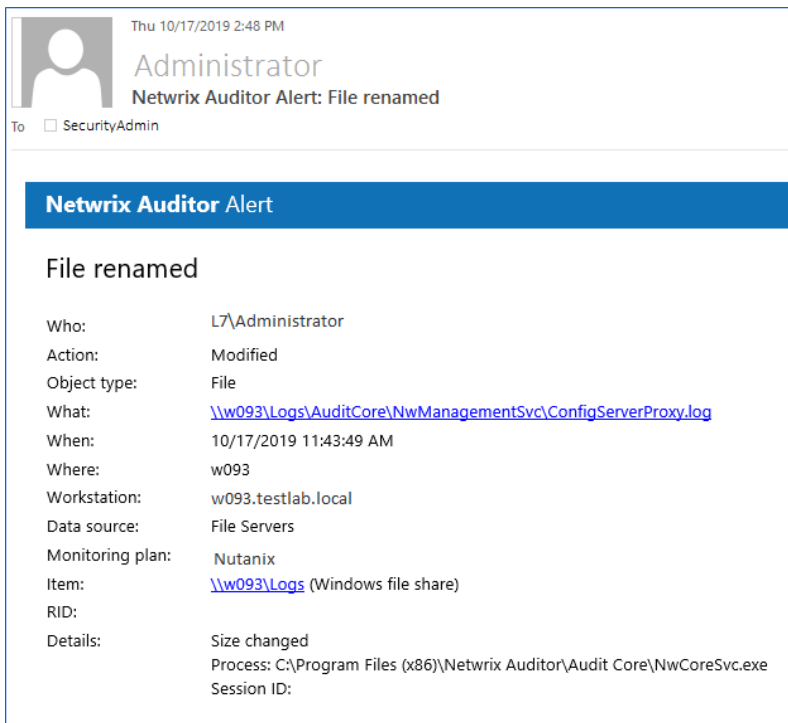 Thu 10/17/2019 2:48 PM
Administrator
Netwrix Auditor Alert: File renamed
To SecurityAdmin
Netwrix Auditor Alert
File renamed
Who: L7\Administrator
Action: Modified
Object type: File
What: \\w093\Logs\AuditCore\NwManagementSvc\ConfigServerProxy.log
When: 10/17/2019 11:43:49 AM
Where: w093
Workstation: w093.testlab.local
Data source: File Servers
Monitoring plan: Nutanix
Item: \\w093\Logs (Windows file share)
RID:
Details: Size changed
Process: C:\Program Files (x86)\Netwrix Auditor\Audit Core\NwCoreSvc.exe
Session ID: